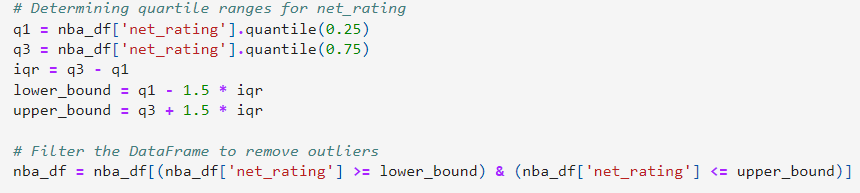 # Determining quartile ranges for net_rating
q1 = nba_df['net_rating'].quantile(0.25)
q3 = nba_df['net_rating'].quantile(0.75)
iqr = q3 - q1
lower_bound = q1 - 1.5 * iqr
upper_bound = q3 + 1.5 * iqr
# Filter the DataFrame to remove outliers
nba_df = nba_df[(nba_df['net_rating'] >= lower_bound) & (nba_df['net_rating'] <= upper_bound)]